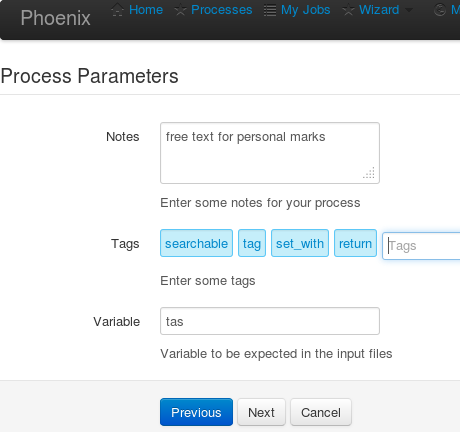 Phoenix Home Processes My Jobs Wizard M
Process Parameters
Notes free text for personal marks
Enter some notes for your process
Tags searchable tag set_with return Tags
Enter some tags
Variable tas
Variable to be expected in the input files
Previous Next Cancel